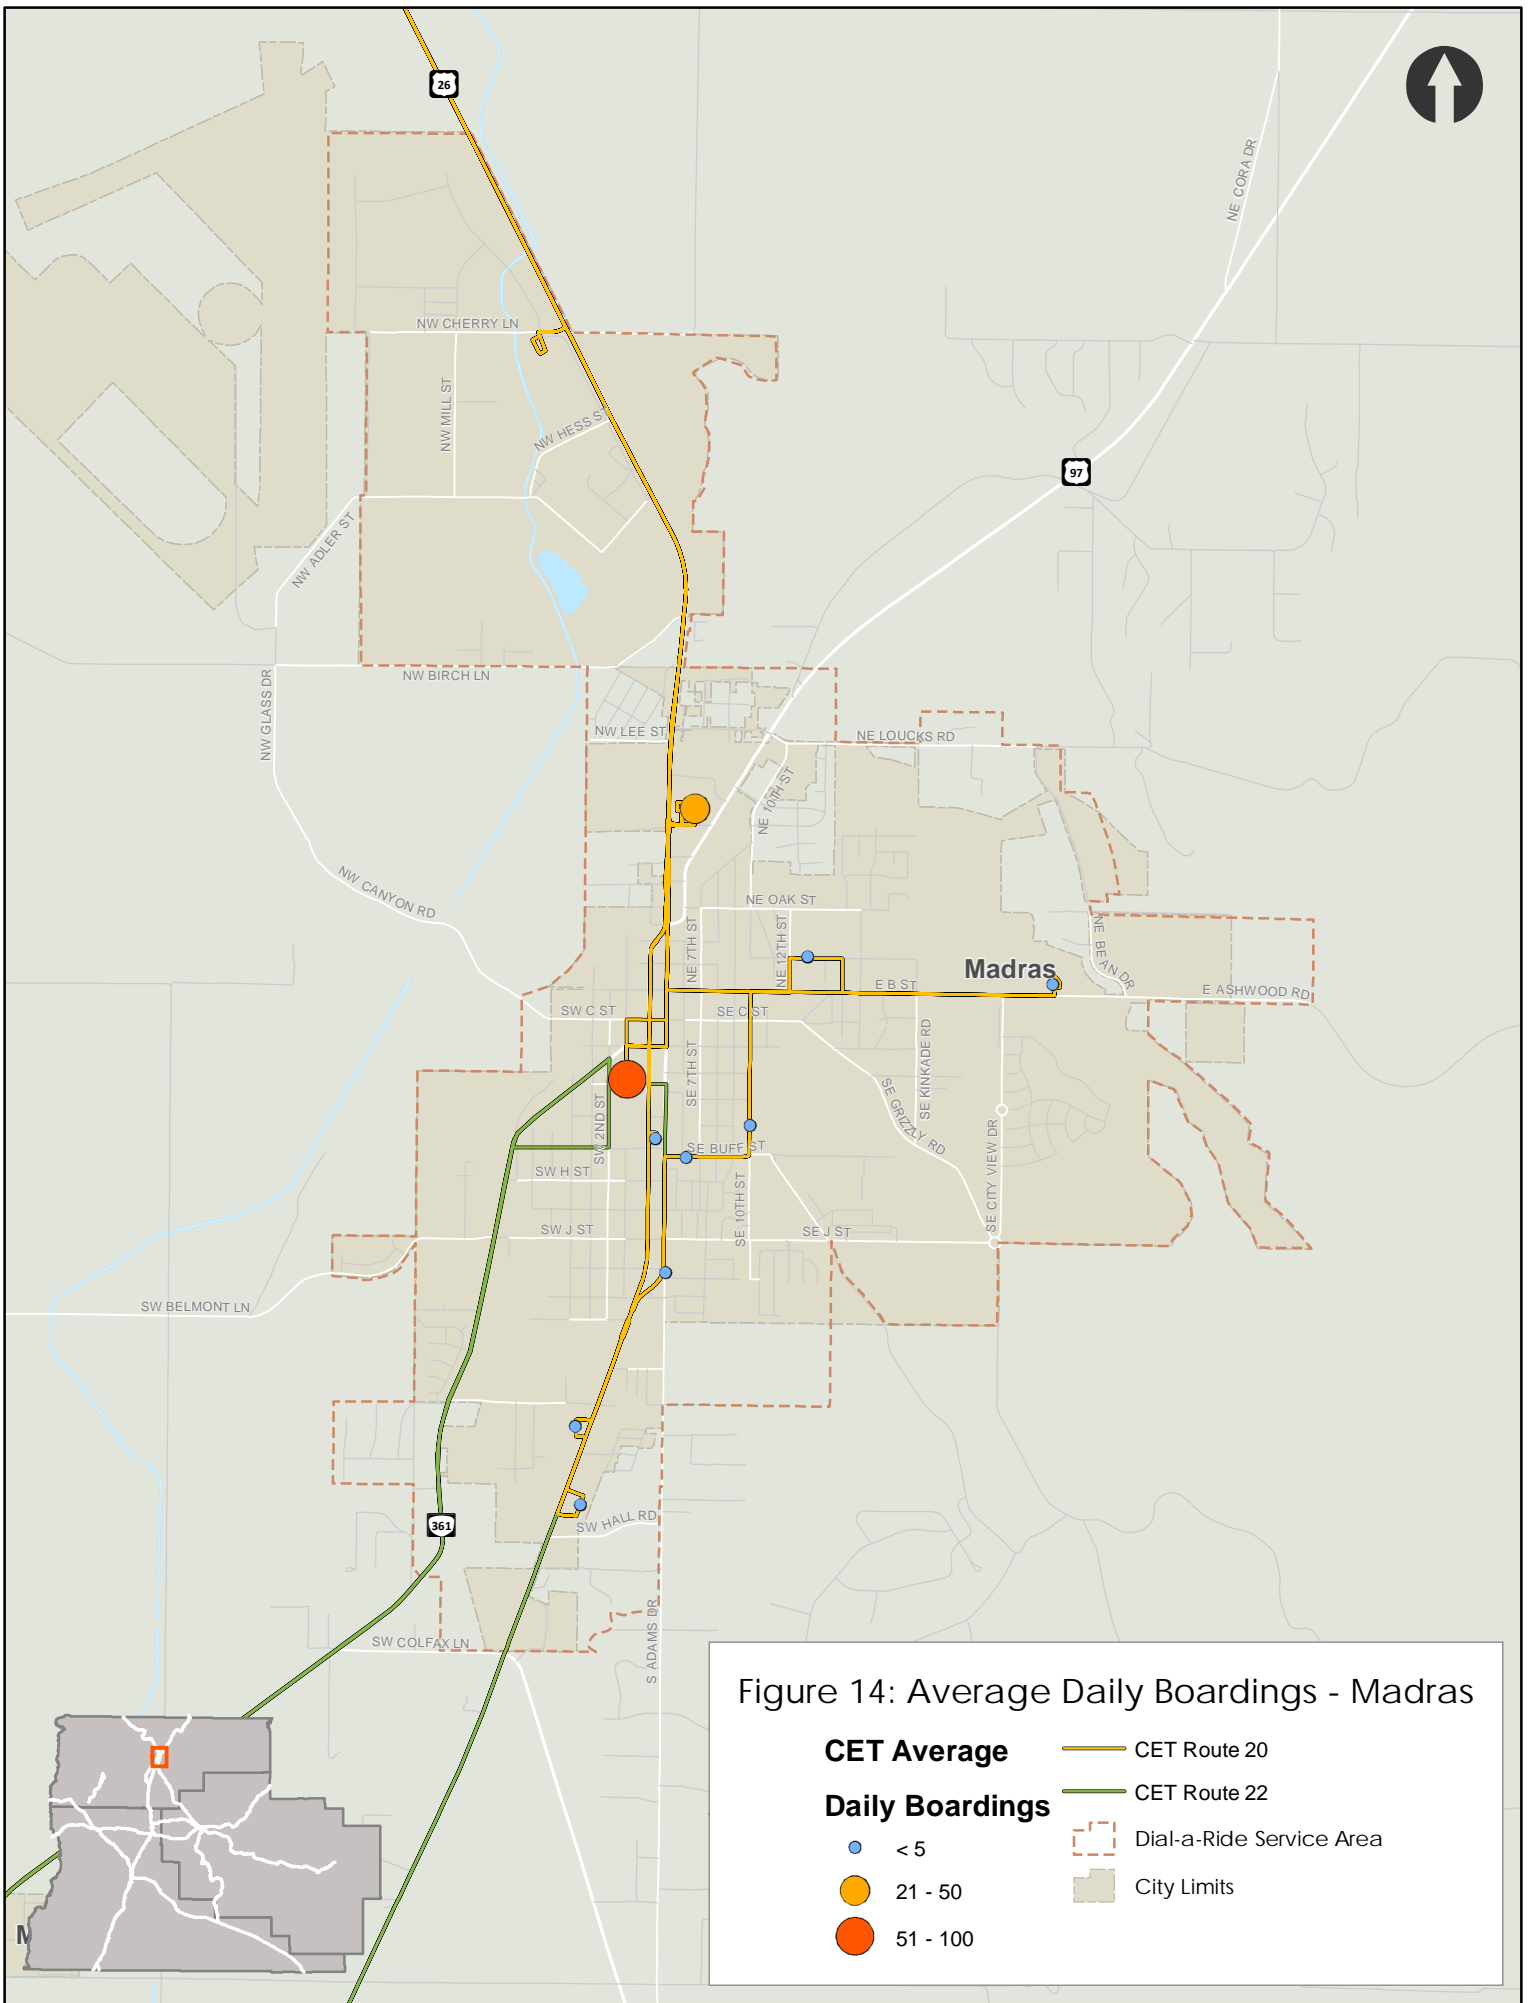 26
NE CORA DR
NW CHERRY LN
NW MILL ST
NW HESS ST
97
NW ADLER ST
NW BIRCH LN
NW GLASS DR
NW LEE ST
NE LOUCKS RD
NE 10TH ST
NW CANYON RD
NE OAK ST
NE 7TH ST
NE 12TH ST
NE BEAN DR
Madras
E B ST
E ASHWOOD RD
SW C ST
SE C ST
SE 7TH ST
SE KINKADE RD
SE GRIZZLY RD
SW 2ND ST
SE BUFF ST
SW H ST
SE CITY VIEW DR
SE 10TH ST
SW J ST
SE J ST
SW BELMONT LN
361
SW HALL RD
S ADAMS DR
SW COLFAX LN
M
Figure 14: Average Daily Boardings - Madras
CET Average
Daily Boardings
< 5
21 - 50
51 - 100
CET Route 20
CET Route 22
Dial-a-Ride Service Area
City Limits